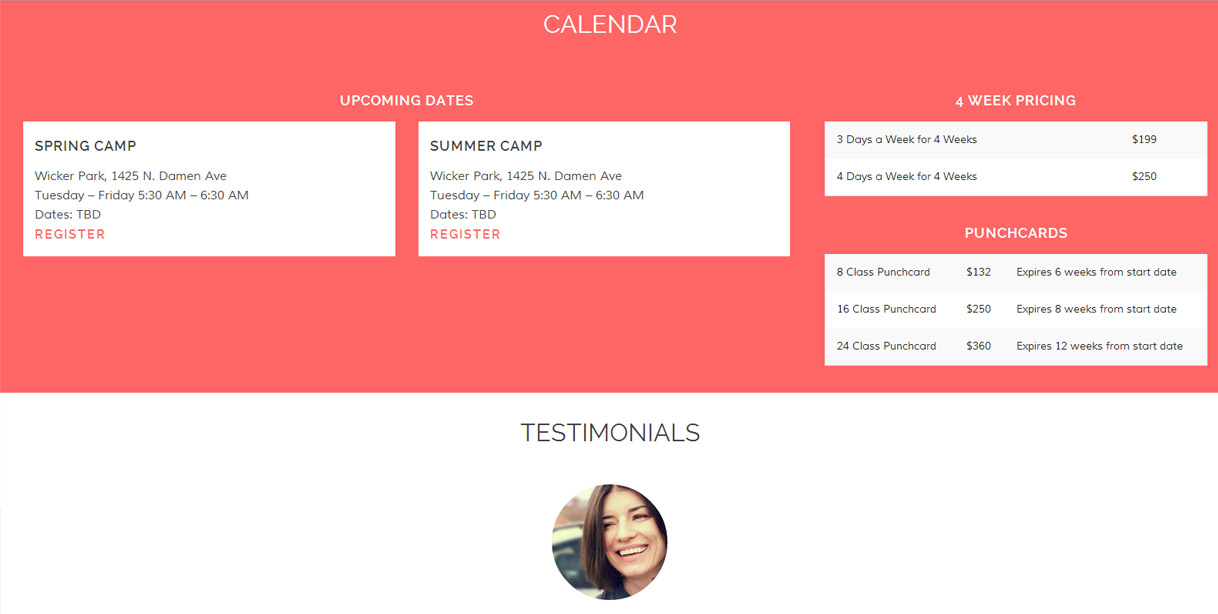 CALENDAR
UPCOMING DATES
SPRING CAMP
Wicker Park, 1425 N. Damen Ave
Tuesday – Friday 5:30 AM – 6:30 AM
Dates: TBD
REGISTER
SUMMER CAMP
Wicker Park, 1425 N. Damen Ave
Tuesday – Friday 5:30 AM – 6:30 AM
Dates: TBD
REGISTER
4 WEEK PRICING
3 Days a Week for 4 Weeks $199
4 Days a Week for 4 Weeks $250
PUNCHCARDS
8 Class Punchcard $132 Expires 6 weeks from start date
16 Class Punchcard $250 Expires 8 weeks from start date
24 Class Punchcard $360 Expires 12 weeks from start date
TESTIMONIALS